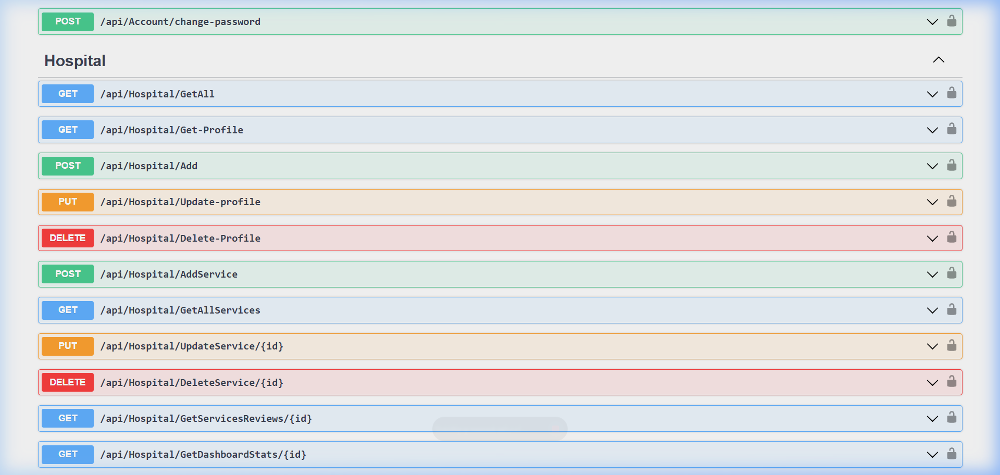 POST /api/Account/change-password
Hospital
GET /api/Hospital/GetAll
GET /api/Hospital/Get-Profile
POST /api/Hospital/Add
PUT /api/Hospital/Update-profile
DELETE /api/Hospital/Delete-Profile
POST /api/Hospital/AddService
GET /api/Hospital/GetAllServices
PUT /api/Hospital/UpdateService/{id}
DELETE /api/Hospital/DeleteService/{id}
GET /api/Hospital/GetServicesReviews/{id}
GET /api/Hospital/GetDashboardStats/{id}